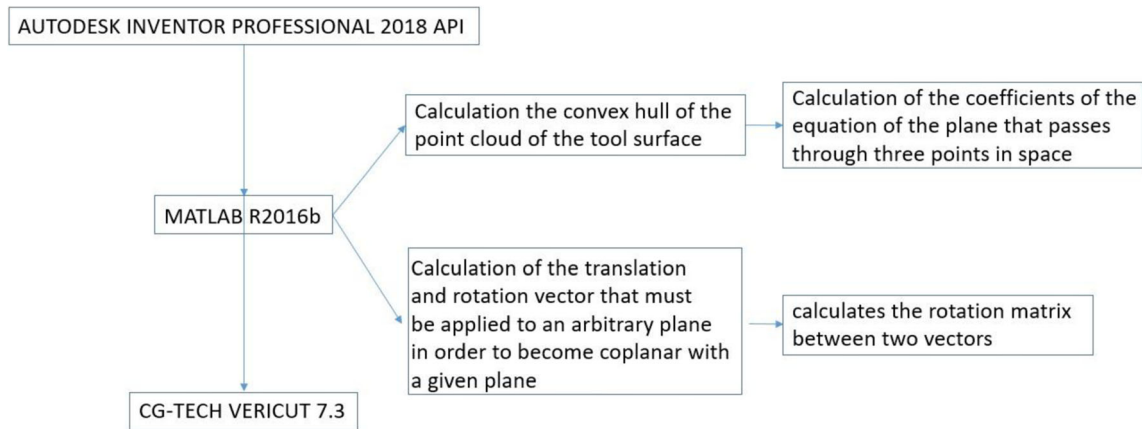 AUTODESK INVENTOR PROFESSIONAL 2018 API
Calculation the convex hull of the
point cloud of the tool surface
Calculation of the coefficients of the
equation of the plane that passes
through three points in space
MATLAB R2016b
Calculation of the translation
and rotation vector that must
be applied to an arbitrary plane
in order to become coplanar with
a given plane
calculates the rotation matrix
between two vectors
CG-TECH VERICUT 7.3